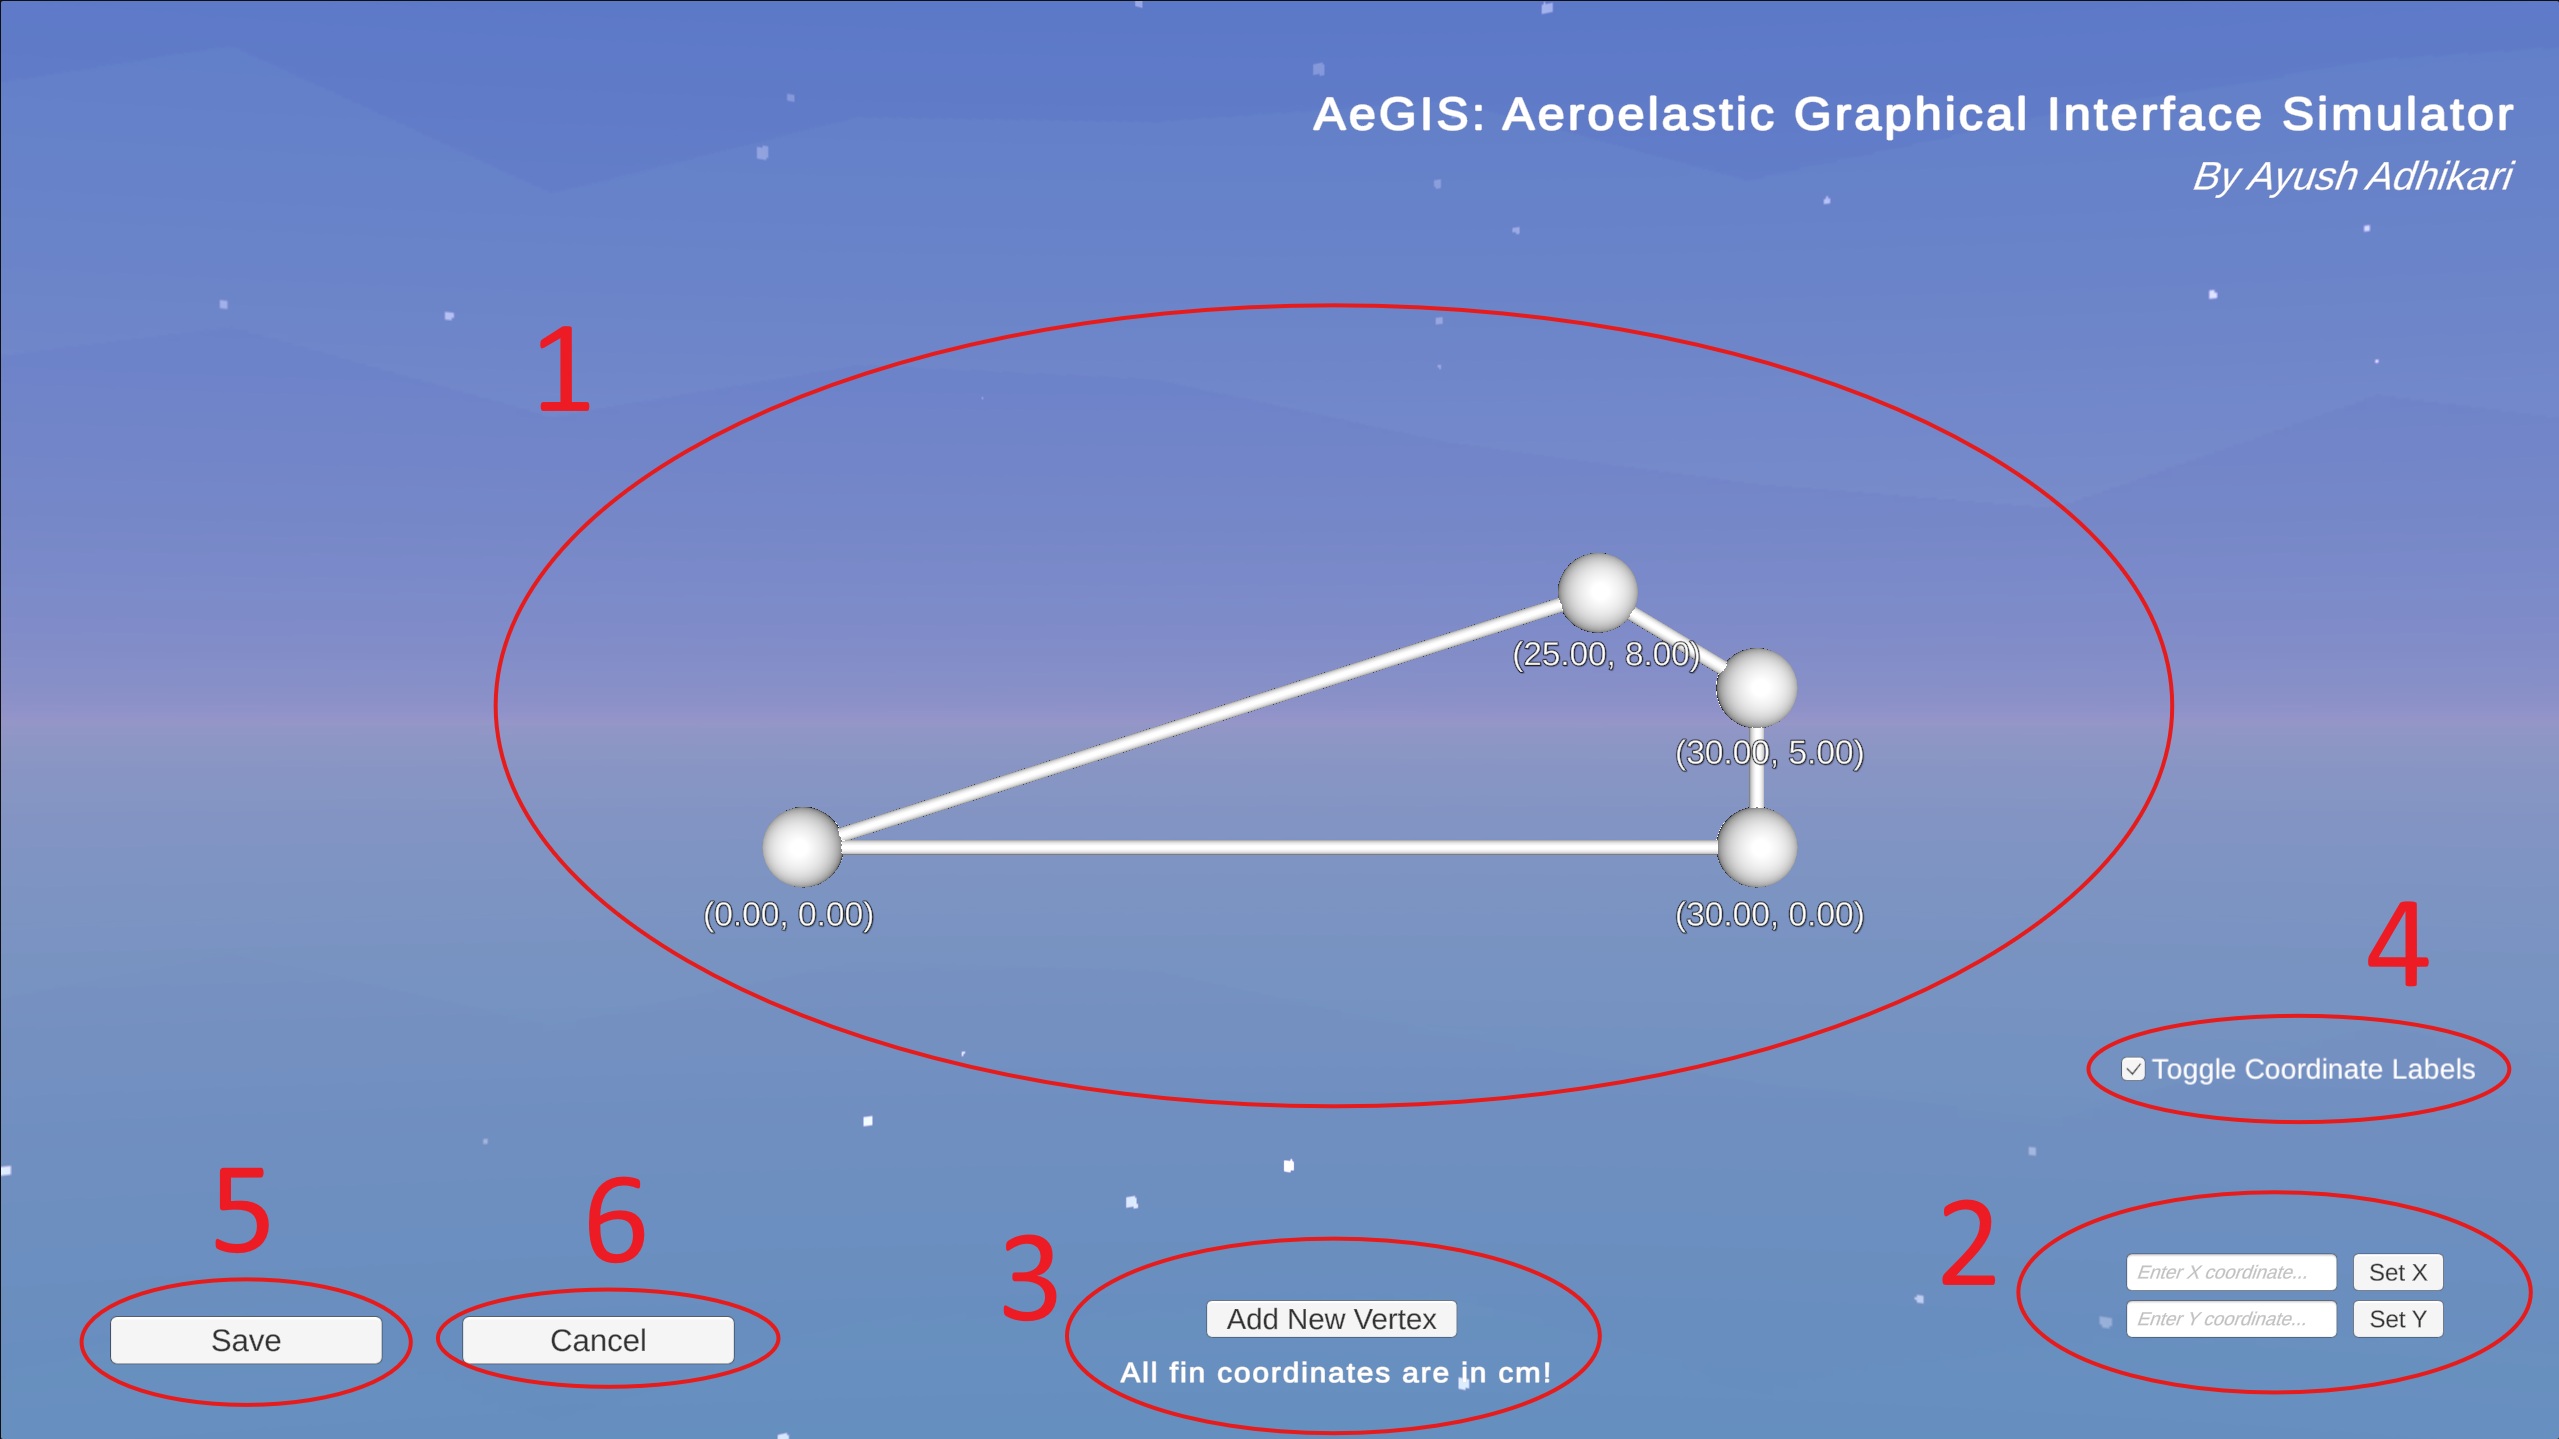 AeGIS: Aeroelastic Graphical Interface Simulator
By Ayush Adhikari
1
(25.00, 8.00)
(30.00, 5.00)
(0.00, 0.00)
(30.00, 0.00)
4
Toggle Coordinate Labels
5
6
3
2
Enter X coordinate... Set X
Enter Y coordinate... Set Y
Add New Vertex
Save
Cancel
All fin coordinates are in cm!